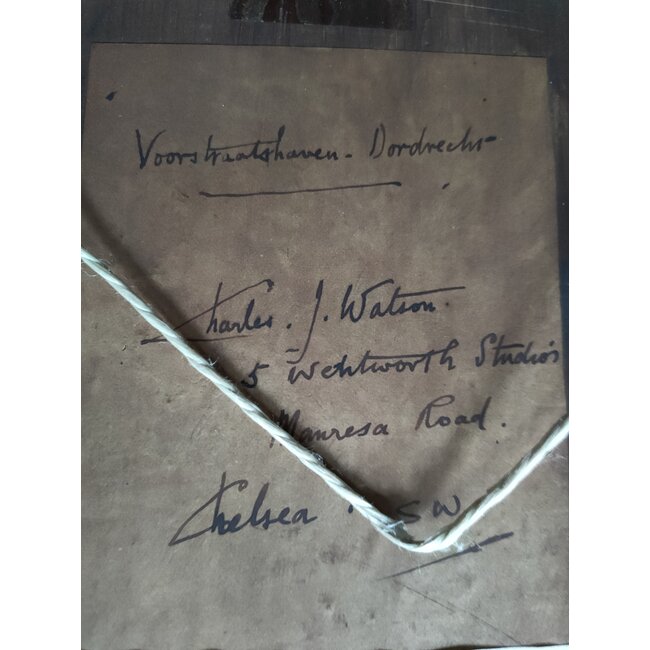 Voorstraatshaven - Dordrecht
Charles. J. Watson.
5 Wentworth Studios
Manresa Road.
Chelsea . SW